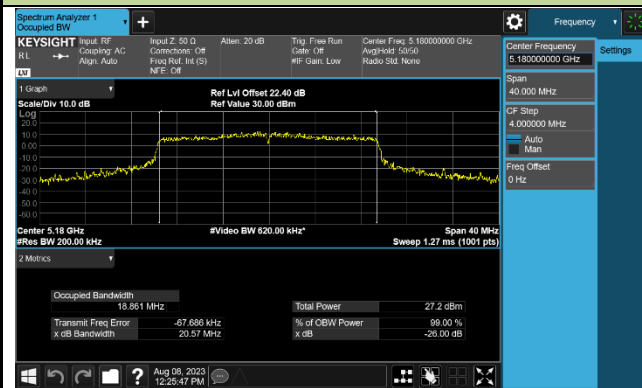 Spectrum Analyzer 1
Occupied BW
+
Frequency
KEYSIGHT
RL
LXI
Input: RF
Coupling: AC
Align: Auto
Input Z: 50 Ω
Corrections: Off
Freq Ref: Int (S)
NFE: Off
Atten: 20 dB
Trig: Free Run
Gate: Off
#IF Gain: Low
Center Freq: 5.180000000 GHz
Avg|Hold: 50/50
Radio Std: None
Center Frequency
5.180000000 GHz
Settings
Span
40.000 MHz
CF Step
4.000000 MHz
Auto
Man
Freq Offset
0 Hz
1 Graph
Scale/Div 10.0 dB
Ref Lvl Offset 22.40 dB
Ref Value 30.00 dBm
Log
20.0
10.0
0.00
-10.0
-20.0
-30.0
-40.0
-50.0
-60.0
Center 5.18 GHz
#Video BW 620.00 kHz*
Span 40 MHz
#Res BW 200.00 kHz
Sweep 1.27 ms (1001 pts)
2 Metrics
Occupied Bandwidth
18.861 MHz
Total Power
27.2 dBm
Transmit Freq Error
-67.686 kHz
% of OBW Power
99.00 %
x dB Bandwidth
20.57 MHz
x dB
-26.00 dB
?
Aug 08, 2023
12:25:47 PM